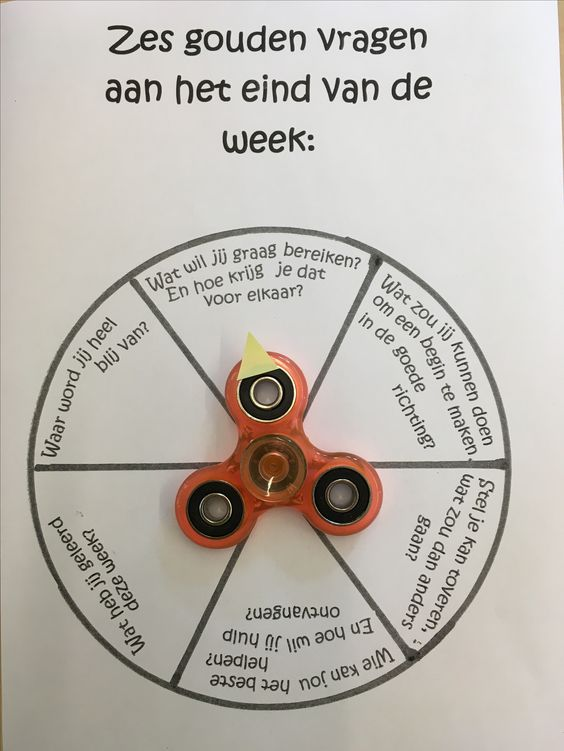 Zes gouden vragen
aan het eind van de
week:
Wat wil jij graag bereiken?
En hoe krijg je dat
voor elkaar?
Wat zou jij kunnen doen
om een begin te maken,
in de goede
richting?
Stel je kan toveren,
wat zou dan anders
gaan?
Wie kan jou het beste
helpen?
En hoe wil jij hulp
ontvangen?
Wat heb jij geleerd
deze week?
Waar word jij heel
blij van?